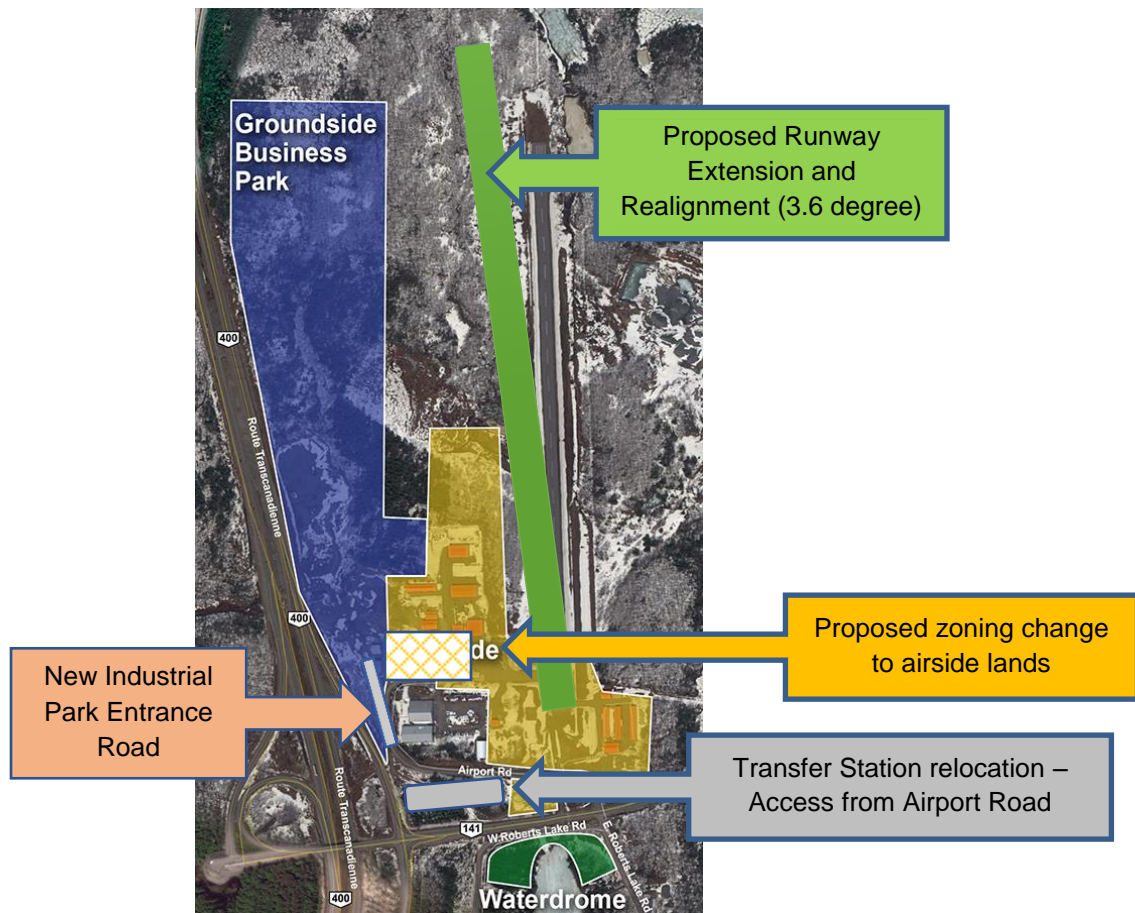 Groundside
Business
Park
Proposed Runway
Extension and
Realignment (3.6 degree)
400
Route Transcanadienne
400
Proposed zoning change
to airside lands
de
New Industrial
Park Entrance
Road
Airport Rd
Transfer Station relocation –
Access from Airport Road
Route Transcanadienne
141
W.Roberts Lake Rd
E. Roberts Lake Rd
Waterdrome
400